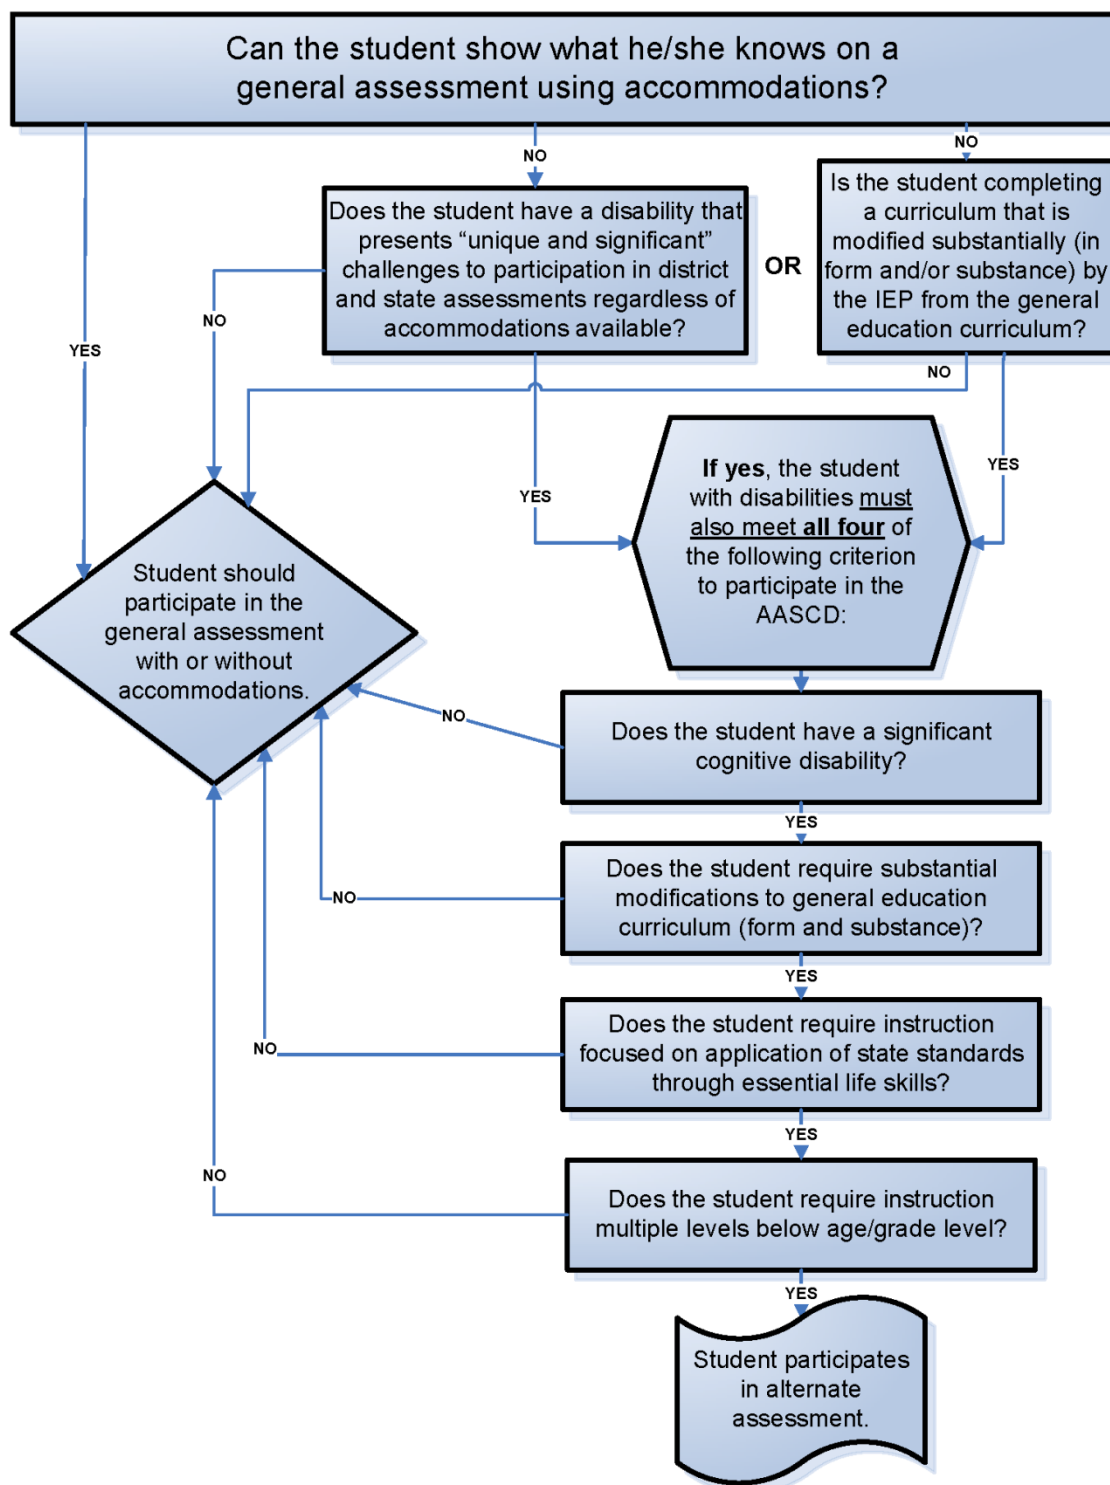 Can the student show what he/she knows on a
general assessment using accommodations?
NO
NO
Does the student have a disability that
presents “unique and significant”
challenges to participation in district
and state assessments regardless of
accommodations available?
OR
Is the student completing
a curriculum that is
modified substantially (in
form and/or substance) by
the IEP from the general
education curriculum?
NO
YES
NO
YES
YES
If yes, the student
with disabilities must
also meet all four of
the following criterion
to participate in the
AASCD:
Student should
participate in the
general assessment
with or without
accommodations.
NO
Does the student have a significant
cognitive disability?
YES
Does the student require substantial
modifications to general education
curriculum (form and substance)?
NO
YES
Does the student require instruction
focused on application of state standards
through essential life skills?
NO
YES
Does the student require instruction
multiple levels below age/grade level?
NO
YES
Student participates
in alternate
assessment.